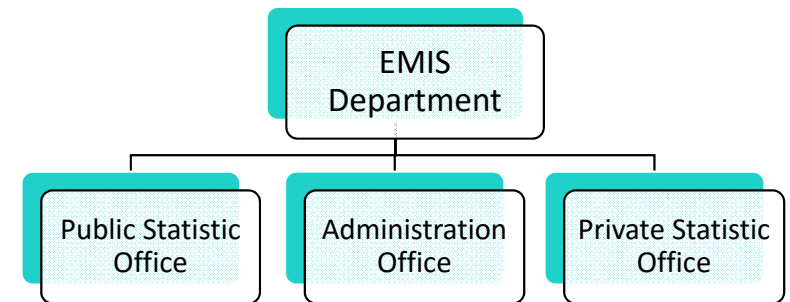 EMIS
Department
Public Statistic
Office
Administration
Office
Private Statistic
Office